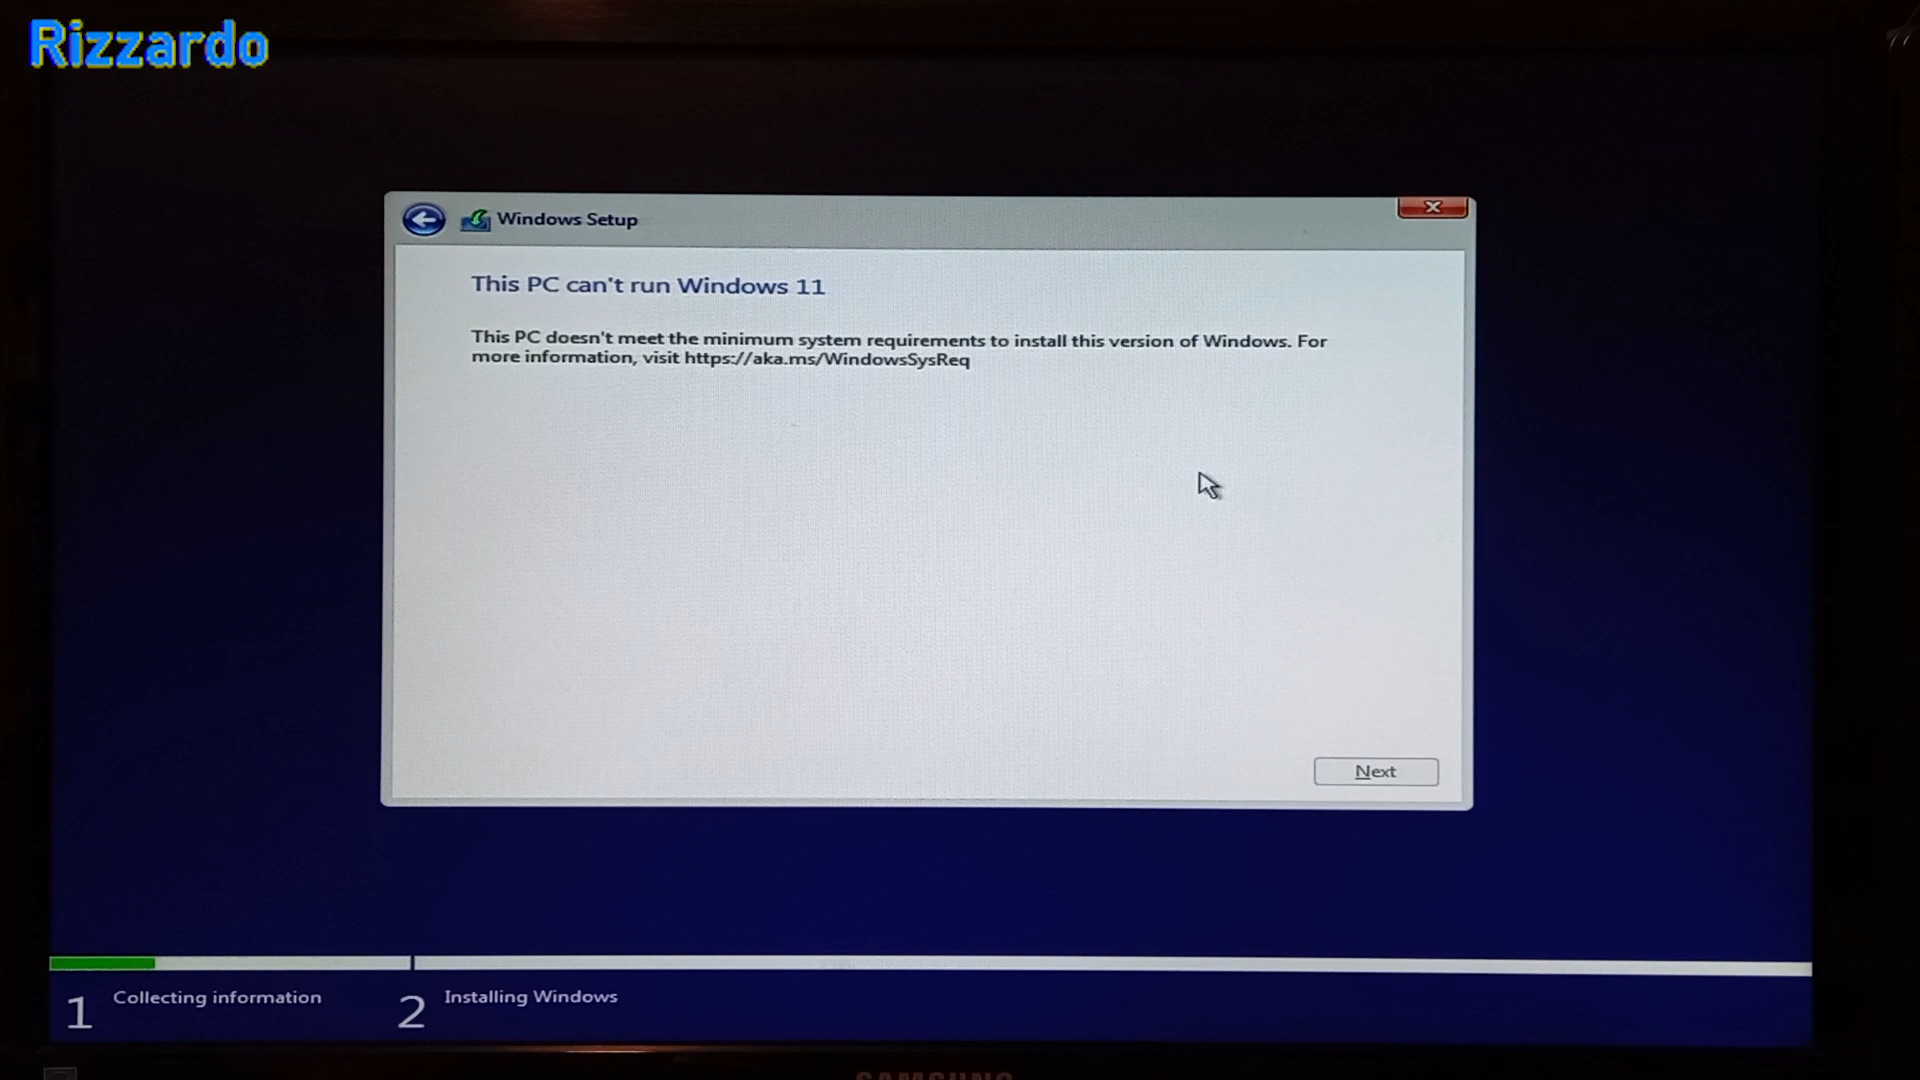 Rizzardo
Windows Setup
This PC can't run Windows 11
This PC doesn't meet the minimum system requirements to install this version of Windows. For
more information, visit https://aka.ms/WindowsSysReq
Next
1 Collecting information
2 Installing Windows
SAMSUNG